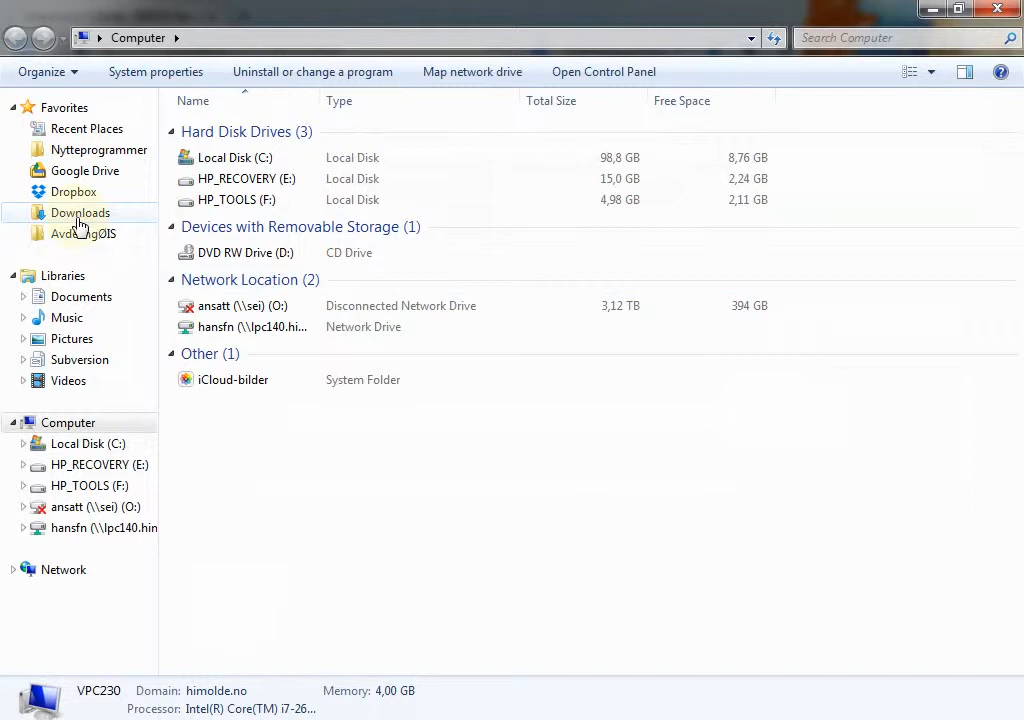 Computer
Search Computer
Organize System properties Uninstall or change a program Map network drive Open Control Panel
Name Type Total Size Free Space
Favorites
Recent Places
Nytteprogrammer
Google Drive
Dropbox
Downloads
Libraries
Documents
Music
Pictures
Subversion
Videos
Computer
Local Disk (C:)
HP_RECOVERY (E:)
HP_TOOLS (F:)
ansatt (\\sei) (O:)
hansfn (\\lpc140.hin
Network
Hard Disk Drives (3)
Local Disk (C:) Local Disk 98,8 GB 8,76 GB
HP_RECOVERY (E:) Local Disk 15,0 GB 2,24 GB
HP_TOOLS (F:) Local Disk 4,98 GB 2,11 GB
Devices with Removable Storage (1)
DVD RW Drive (D:) CD Drive
Network Location (2)
ansatt (\\sei) (O:) Disconnected Network Drive 3,12 TB 394 GB
hansfn (\\lpc140.hi... Network Drive
Other (1)
iCloud-bilder System Folder
VPC230 Domain: himolde.no Memory: 4,00 GB
Processor: Intel(R) Core(TM) i7-26...